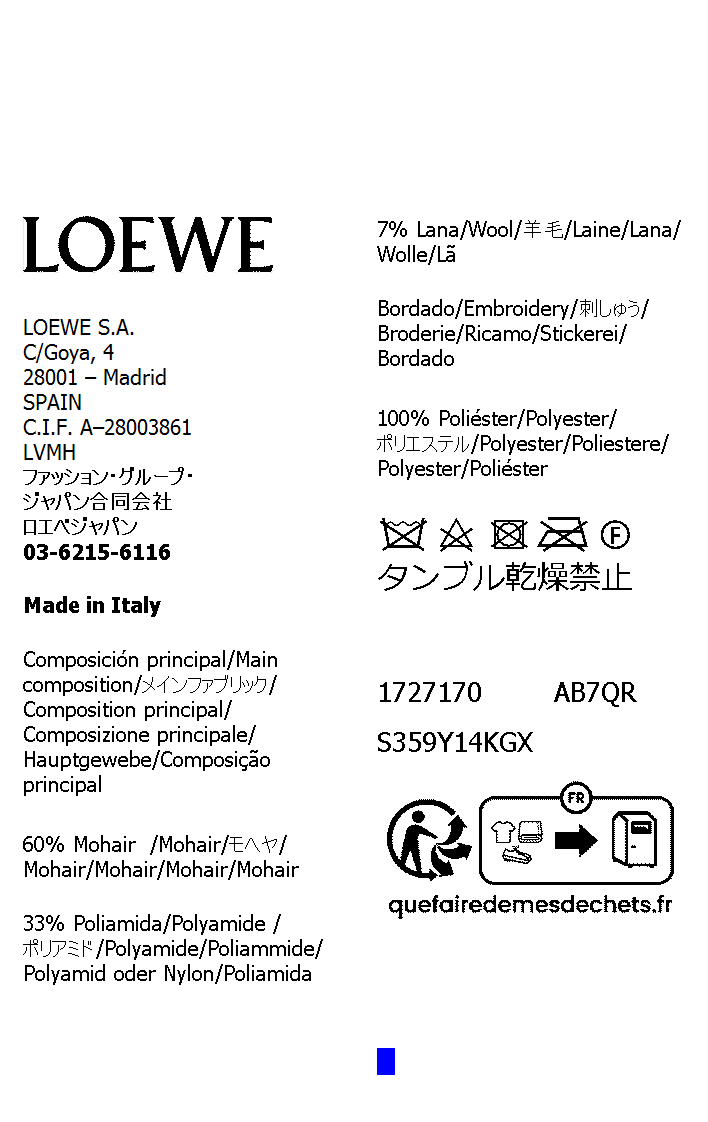 LOEWE
LOEWE S.A.
C/Goya, 4
28001 – Madrid
SPAIN
C.I.F. A–28003861
LVMH
ファッション・グループ・
ジャパン合同会社
ロエベジャパン
03-6215-6116
Made in Italy
Composición principal/Main
composition/メインファブリック/
Composition principal/
Composizione principale/
Hauptgewebe/Composição
principal
60% Mohair  /Mohair/モヘヤ/
Mohair/Mohair/Mohair/Mohair
33% Poliamida/Polyamide /
ポリアミド/Polyamide/Poliammide/
Polyamid oder Nylon/Poliamida
7% Lana/Wool/羊毛/Laine/Lana/
Wolle/Lã
Bordado/Embroidery/刺しゅう/
Broderie/Ricamo/Stickerei/
Bordado
100% Poliéster/Polyester/
ポリエステル/Polyester/Poliestere/
Polyester/Poliéster
F
タンブル乾燥禁止
1727170 AB7QR
S359Y14KGX
FR
quefairedemesdechets.fr